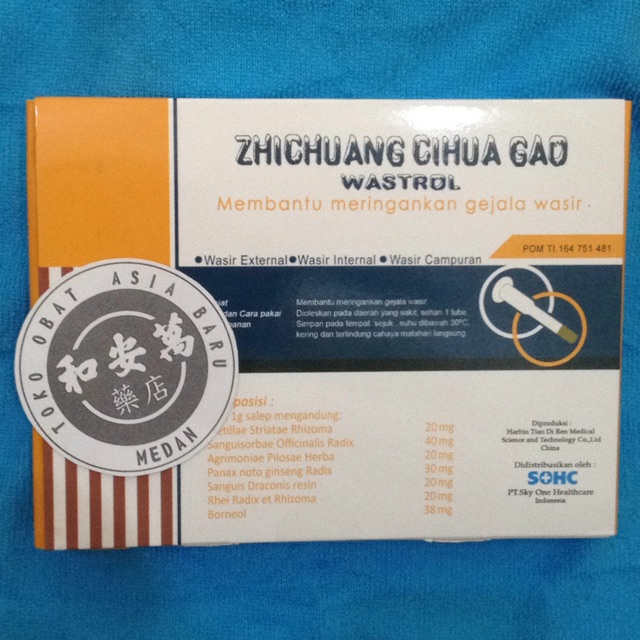 ZHICHUANG CIHUA GAO
WASTROL
Membantu meringankan gejala wasir
POM TI.164 751 481
•Wasir External •Wasir Internal • Wasir Campuran
Membantu meringankan gejala wasir
dan Cara pakai
Dioleskan pada daerah yang sakit, sehari 1 tube.
Simpan pada tempat sejuk, suhu dibawah 30°C,
kering dan terlindung cahaya matahari langsung.
TOKO OBAT ASIA BARU
和安萬
藥店
MEDAN
1g salep mengandung:
Striatae Rhizoma 20mg
Sanguisorbae Officinalis Radix 40mg
Agrimoniae Pilosae Herba 20mg
Panax noto ginseng Radix 30mg
Sanguis Draconis resin 20mg
Rhei Radix et Rhizoma 20mg
Borneol 38mg
Diproduksi :
Harbin Tian Di Ren Medical
Science and Technology Co.,Ltd
China
Didistribusikan oleh :
SOHC
PT.Sky One Healthcare
Indonesia